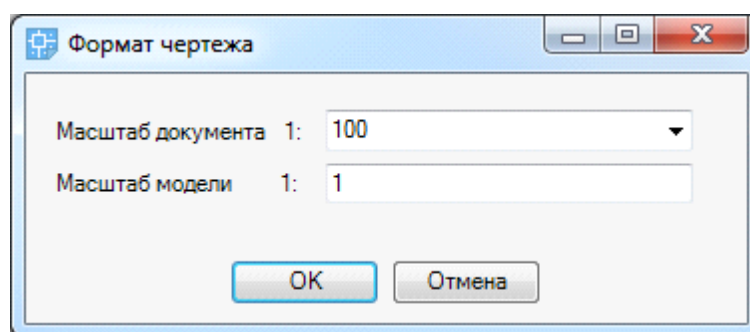 Формат чертежа
Масштаб документа 1: 100
Масштаб модели 1: 1
OK Отмена